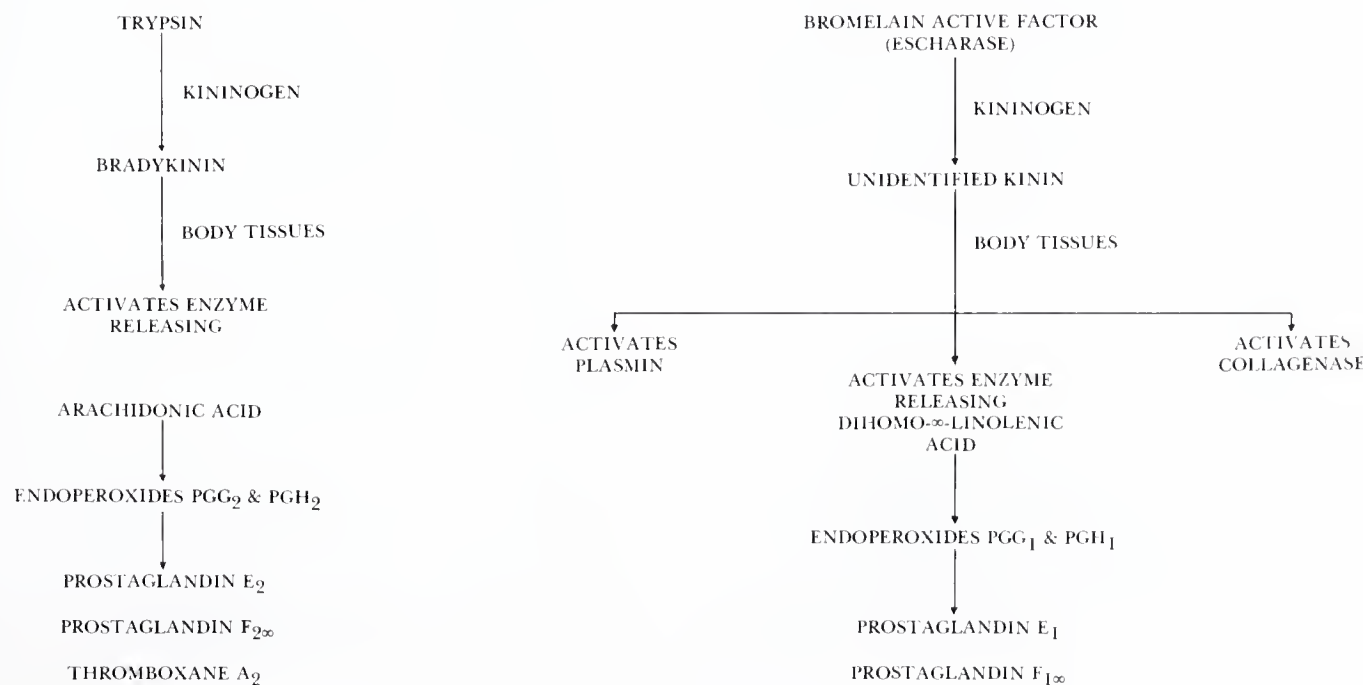 TRYPSIN
KININOGEN
BRADYKININ
BODY TISSUES
ACTIVATES ENZYME
RELEASING
ARACHIDONIC ACID
ENDOPEROXIDES PGG₂ & PGH₂
PROSTAGLANDIN E₂
PROSTAGLANDIN F₂∞
THROMBOXANE A₂
BROMELAIN ACTIVE FACTOR
(ESCHARASE)
KININOGEN
UNIDENTIFIED KININ
BODY TISSUES
ACTIVATES
PLASMIN
ACTIVATES ENZYME
RELEASING
DIHOMO-∞-LINOLENIC
ACID
ACTIVATES
COLLAGENASE
ENDOPEROXIDES PGG₁ & PGH₁
PROSTAGLANDIN E₁
PROSTAGLANDIN F₁∞